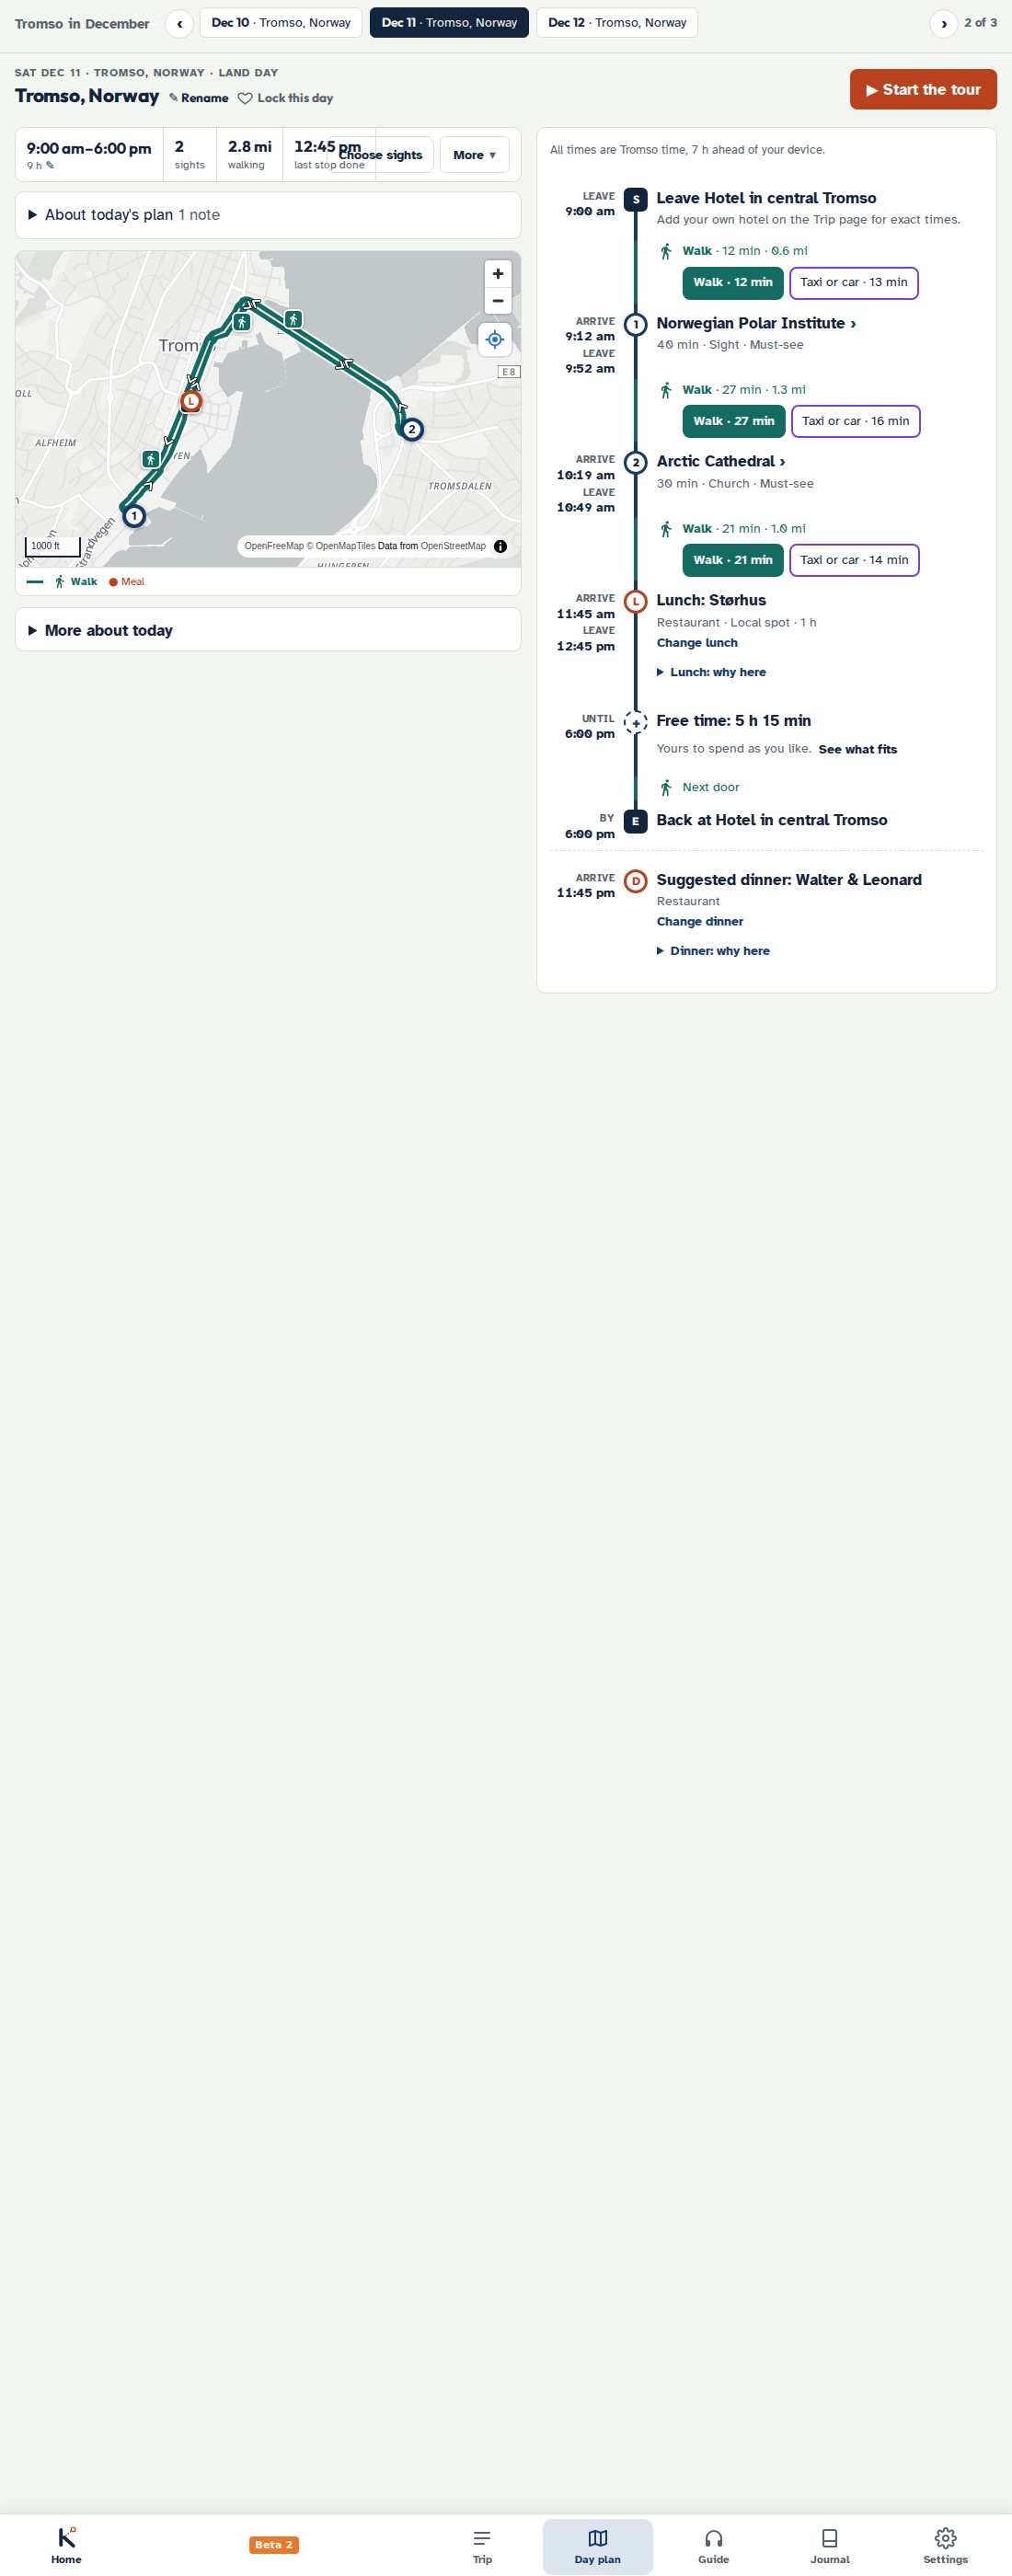 Tromso in December
‹
Dec 10 · Tromso, Norway
Dec 11 · Tromso, Norway
Dec 12 · Tromso, Norway
›
2 of 3
SAT DEC 11 · TROMSO, NORWAY · LAND DAY
Tromso, Norway ✎ Rename Lock this day
▶ Start the tour
9:00 am–6:00 pm
9 h ✎
2
sights
2.8 mi
walking
12:45 pm
last stop done
Choose sights
More ▾
▶ About today's plan 1 note
Trom
OLL
ALFHEIM
YEN
TROMSDALEN
E 8
HUNGEREN
L
2
1
+
−
1000 ft
OpenFreeMap © OpenMapTiles Data from OpenStreetMap
Walk
Meal
▶ More about today
All times are Tromso time, 7 h ahead of your device.
LEAVE
9:00 am
S
Leave Hotel in central Tromso
Add your own hotel on the Trip page for exact times.
Walk · 12 min · 0.6 mi
Walk · 12 min
Taxi or car · 13 min
ARRIVE
9:12 am
LEAVE
9:52 am
1
Norwegian Polar Institute ›
40 min · Sight · Must-see
Walk · 27 min · 1.3 mi
Walk · 27 min
Taxi or car · 16 min
ARRIVE
10:19 am
LEAVE
10:49 am
2
Arctic Cathedral ›
30 min · Church · Must-see
Walk · 21 min · 1.0 mi
Walk · 21 min
Taxi or car · 14 min
ARRIVE
11:45 am
LEAVE
12:45 pm
L
Lunch: Størhus
Restaurant · Local spot · 1 h
Change lunch
▶ Lunch: why here
UNTIL
6:00 pm
+
Free time: 5 h 15 min
Yours to spend as you like. See what fits
Next door
BY
6:00 pm
E
Back at Hotel in central Tromso
ARRIVE
11:45 pm
D
Suggested dinner: Walter & Leonard
Restaurant
Change dinner
▶ Dinner: why here
Home
Beta 2
Trip
Day plan
Guide
Journal
Settings